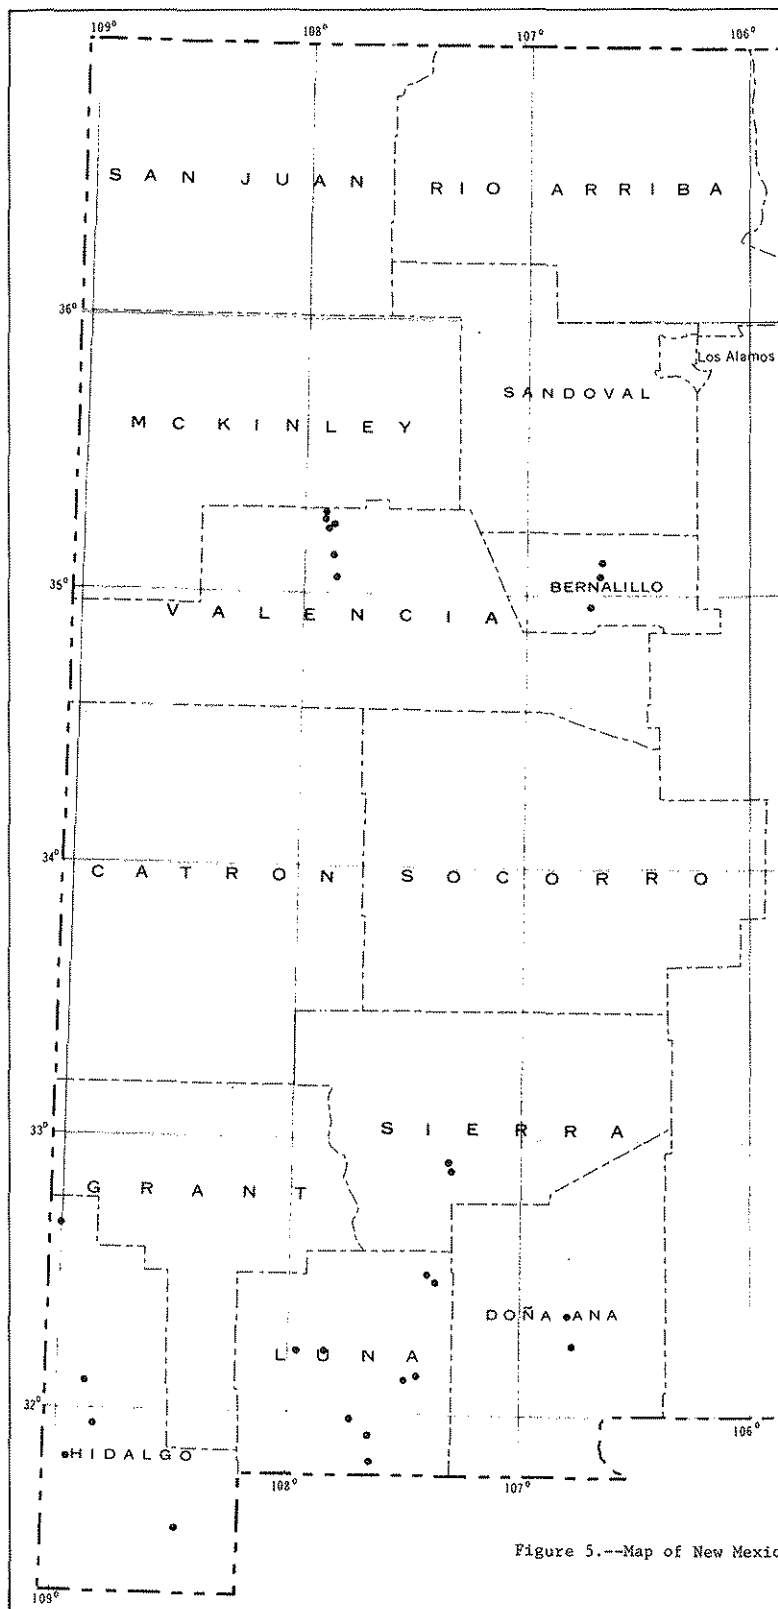 109° 108° 107° 106°
SAN JUAN
RIO ARRIBA
36°
Los Alamos
SANDOVAL
MCKINLEY
35°
BERNALILLO
VALENCIA
34°
CATRON
SOCORRO
33°
SIERRA
GRANT
DOÑA ANA
LUNA
32°
106°
HIDALGO
108° 107°
Figure 5.--Map of New Mexic
109°